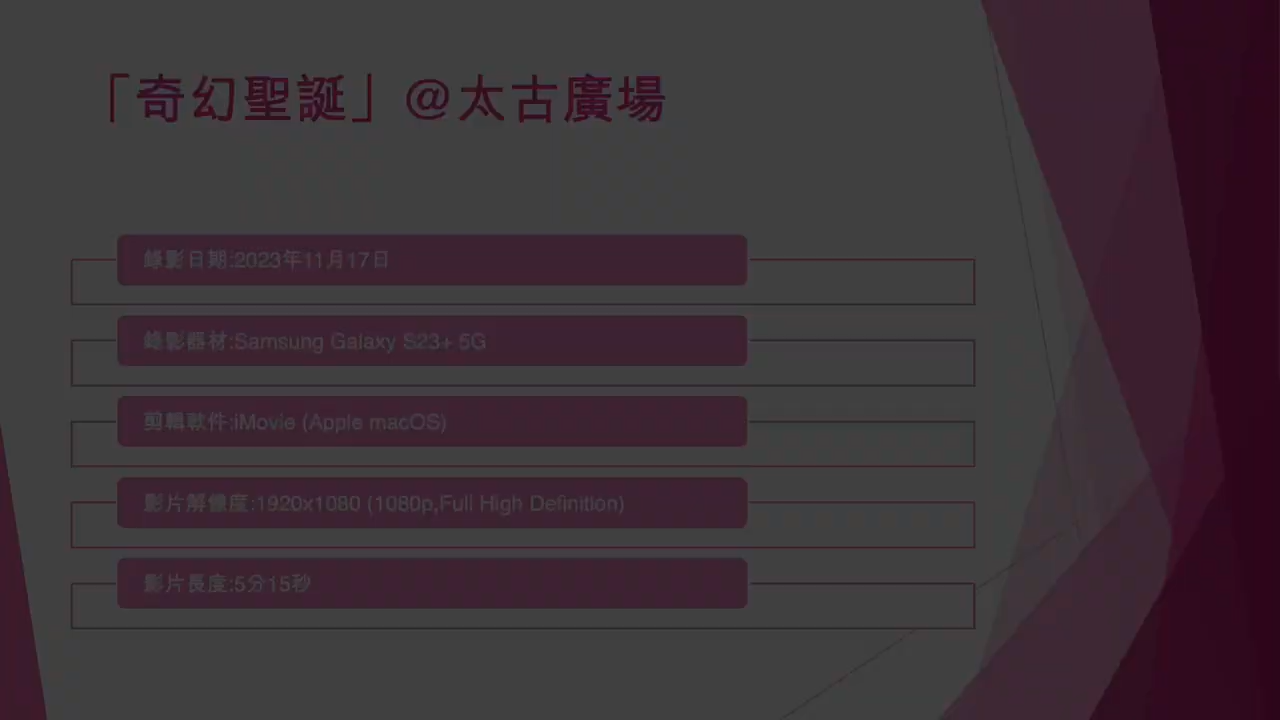 「奇幻聖誕」@太古廣場
錄影日期:2023年11月17日
錄影器材:Samsung Galaxy S23+ 5G
剪輯軟件:iMovie (Apple macOS)
影片解像度:1920x1080 (1080p,Full High Definition)
影片長度:5分15秒